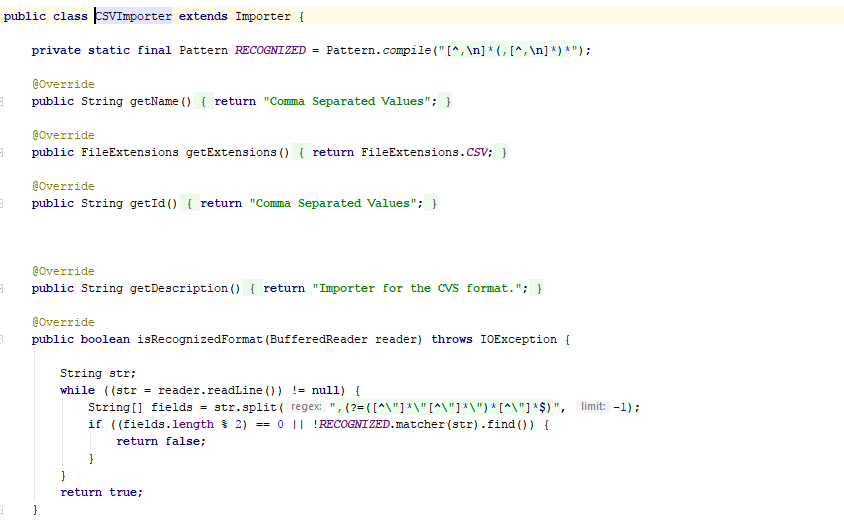 public class CSVImporter extends Importer {
private static final Pattern RECOGNIZED = Pattern.compile("[^,\n]*(,[^,\n]*)*");
@Override
public String getName() { return "Comma Separated Values"; }
@Override
public FileExtensions getExtensions() { return FileExtensions.CSV; }
@Override
public String getId() { return "Comma Separated Values"; }
@Override
public String getDescription() { return "Importer for the CVS format."; }
@Override
public boolean isRecognizedFormat(BufferedReader reader) throws IOException {
String str;
while ((str = reader.readLine()) != null) {
String[] fields = str.split( regex: ",(?=([^\"]*\"[^\"]*\")*[^\"]*$)", limit: -1);
if ((fields.length % 2) == 0 || !RECOGNIZED.matcher(str).find()) {
return false;
}
}
return true;
}